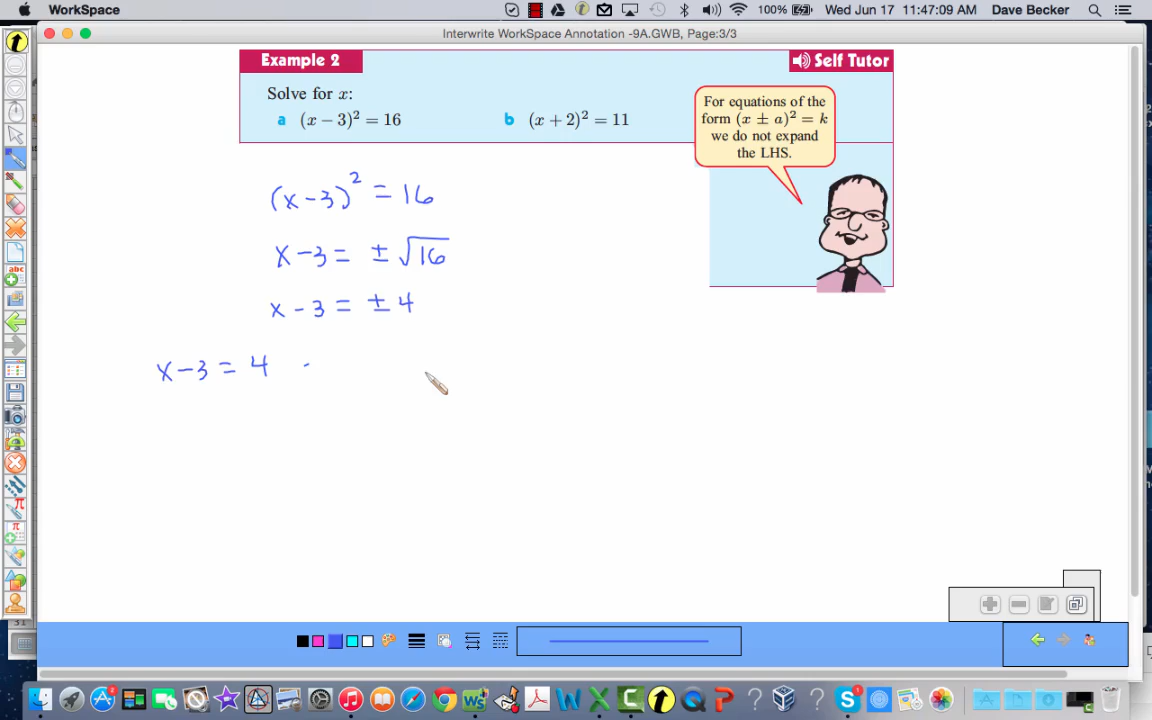 WorkSpace 100% Wed Jun 17 11:47:09 AM Dave Becker
Interwrite WorkSpace Annotation -9A.GWB, Page:3/3
Example 2 Self Tutor
Solve for x:
a (x − 3)² = 16 b (x + 2)² = 11
For equations of the
form (x ± a)² = k
we do not expand
the LHS.
(x − 3)² = 16
x − 3 = ± √16
x − 3 = ± 4
x − 3 = 4